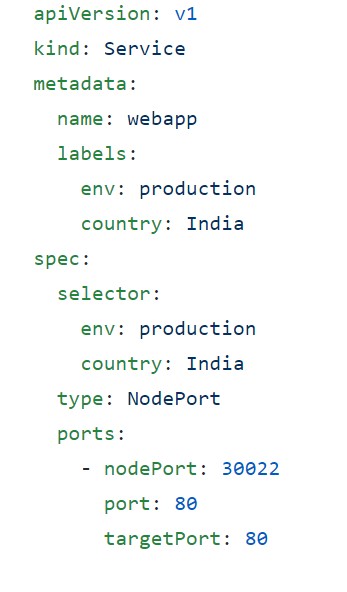 apiVersion: v1
kind: Service
metadata:
  name: webapp
  labels:
    env: production
    country: India
spec:
  selector:
    env: production
    country: India
  type: NodePort
  ports:
    - nodePort: 30022
      port: 80
      targetPort: 80